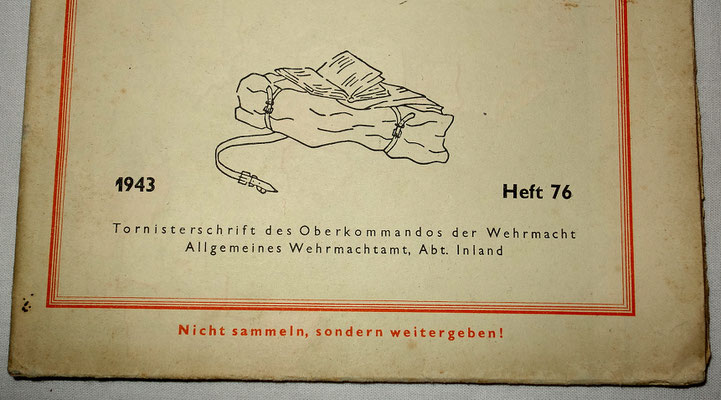 1943
Heft 76
Tornisterschrift des Oberkommandos der Wehrmacht
Allgemeines Wehrmachtamt, Abt. Inland
Nicht sammeln, sondern weitergeben!